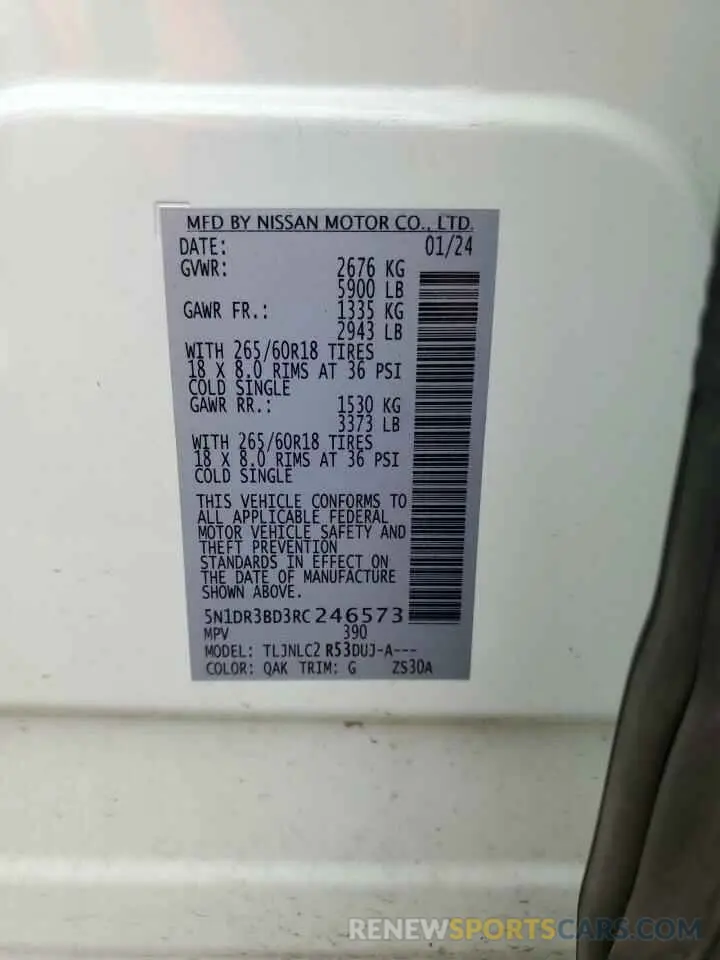 MFD BY NISSAN MOTOR CO., LTD.
DATE: 01/24
GVWR: 2676 KG
5900 LB
GAWR FR.: 1335 KG
2943 LB
WITH 265/60R18 TIRES
18 X 8.0 RIMS AT 36 PSI
COLD SINGLE
GAWR RR.: 1530 KG
3373 LB
WITH 265/60R18 TIRES
18 X 8.0 RIMS AT 36 PSI
COLD SINGLE
THIS VEHICLE CONFORMS TO
ALL APPLICABLE FEDERAL
MOTOR VEHICLE SAFETY AND
THEFT PREVENTION
STANDARDS IN EFFECT ON
THE DATE OF MANUFACTURE
SHOWN ABOVE.
5N1DR3BD3RC246573
MPV 390
MODEL: TLJNLC2 R53DUJ-A---
COLOR: QAK TRIM: G ZS30A
RENEWSPORTSCARS.COM